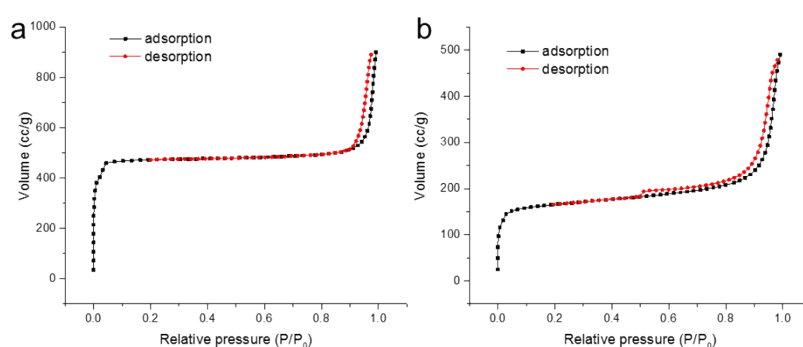 a
adsorption
desorption
Volume (cc/g)
1000
800
600
400
200
0
0.0 0.2 0.4 0.6 0.8 1.0
Relative pressure (P/P₀)
b
adsorption
desorption
Volume (cc/g)
500
400
300
200
100
0
0.0 0.2 0.4 0.6 0.8 1.0
Relative pressure (P/P₀)